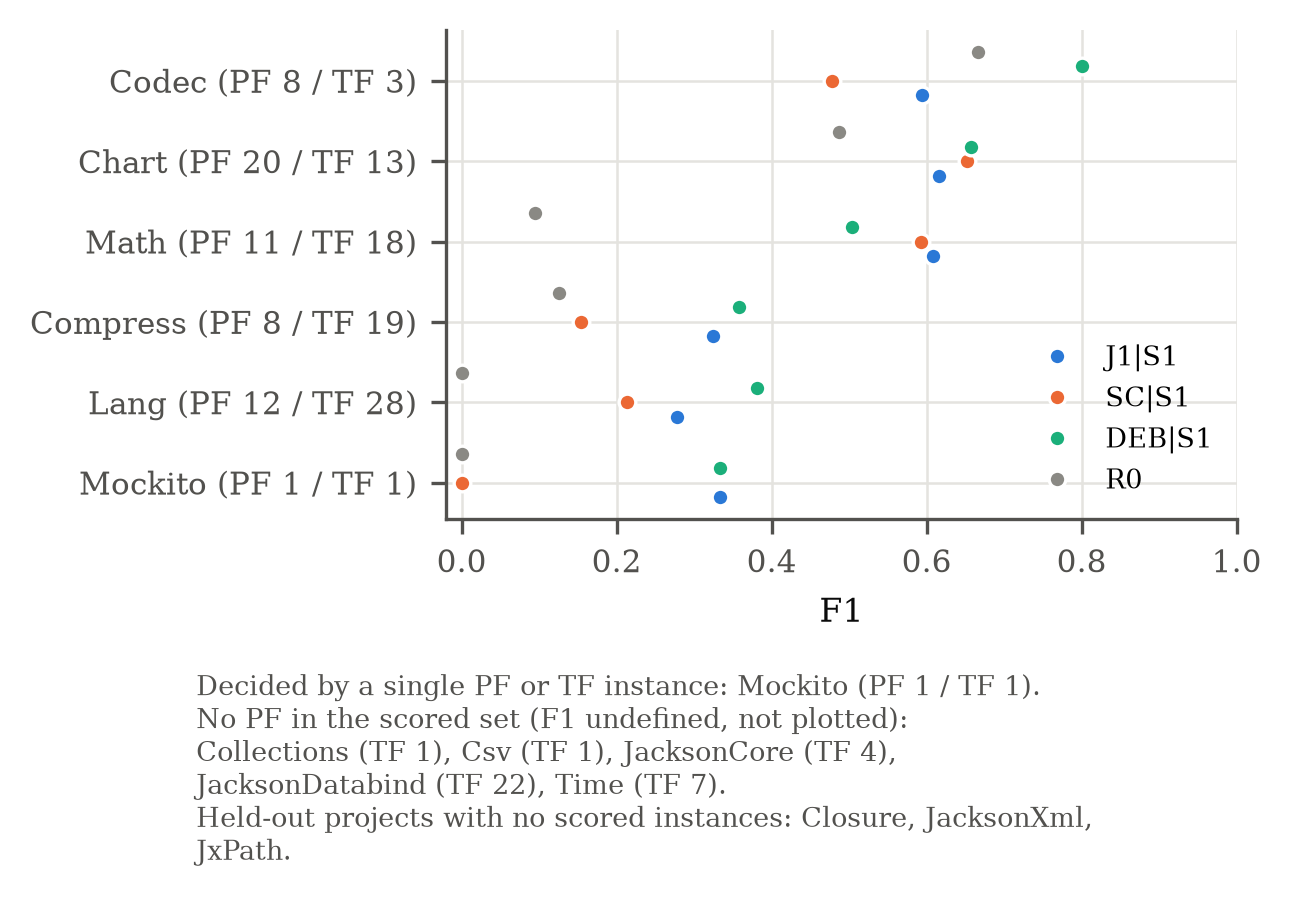 Codec (PF 8 / TF 3)
Chart (PF 20 / TF 13)
Math (PF 11 / TF 18)
Compress (PF 8 / TF 19)
Lang (PF 12 / TF 28)
Mockito (PF 1 / TF 1)
J1|S1
SC|S1
DEB|S1
R0
0.0 0.2 0.4 0.6 0.8 1.0
F1
Decided by a single PF or TF instance: Mockito (PF 1 / TF 1).
No PF in the scored set (F1 undefined, not plotted):
Collections (TF 1), Csv (TF 1), JacksonCore (TF 4),
JacksonDatabind (TF 22), Time (TF 7).
Held-out projects with no scored instances: Closure, JacksonXml,
JxPath.